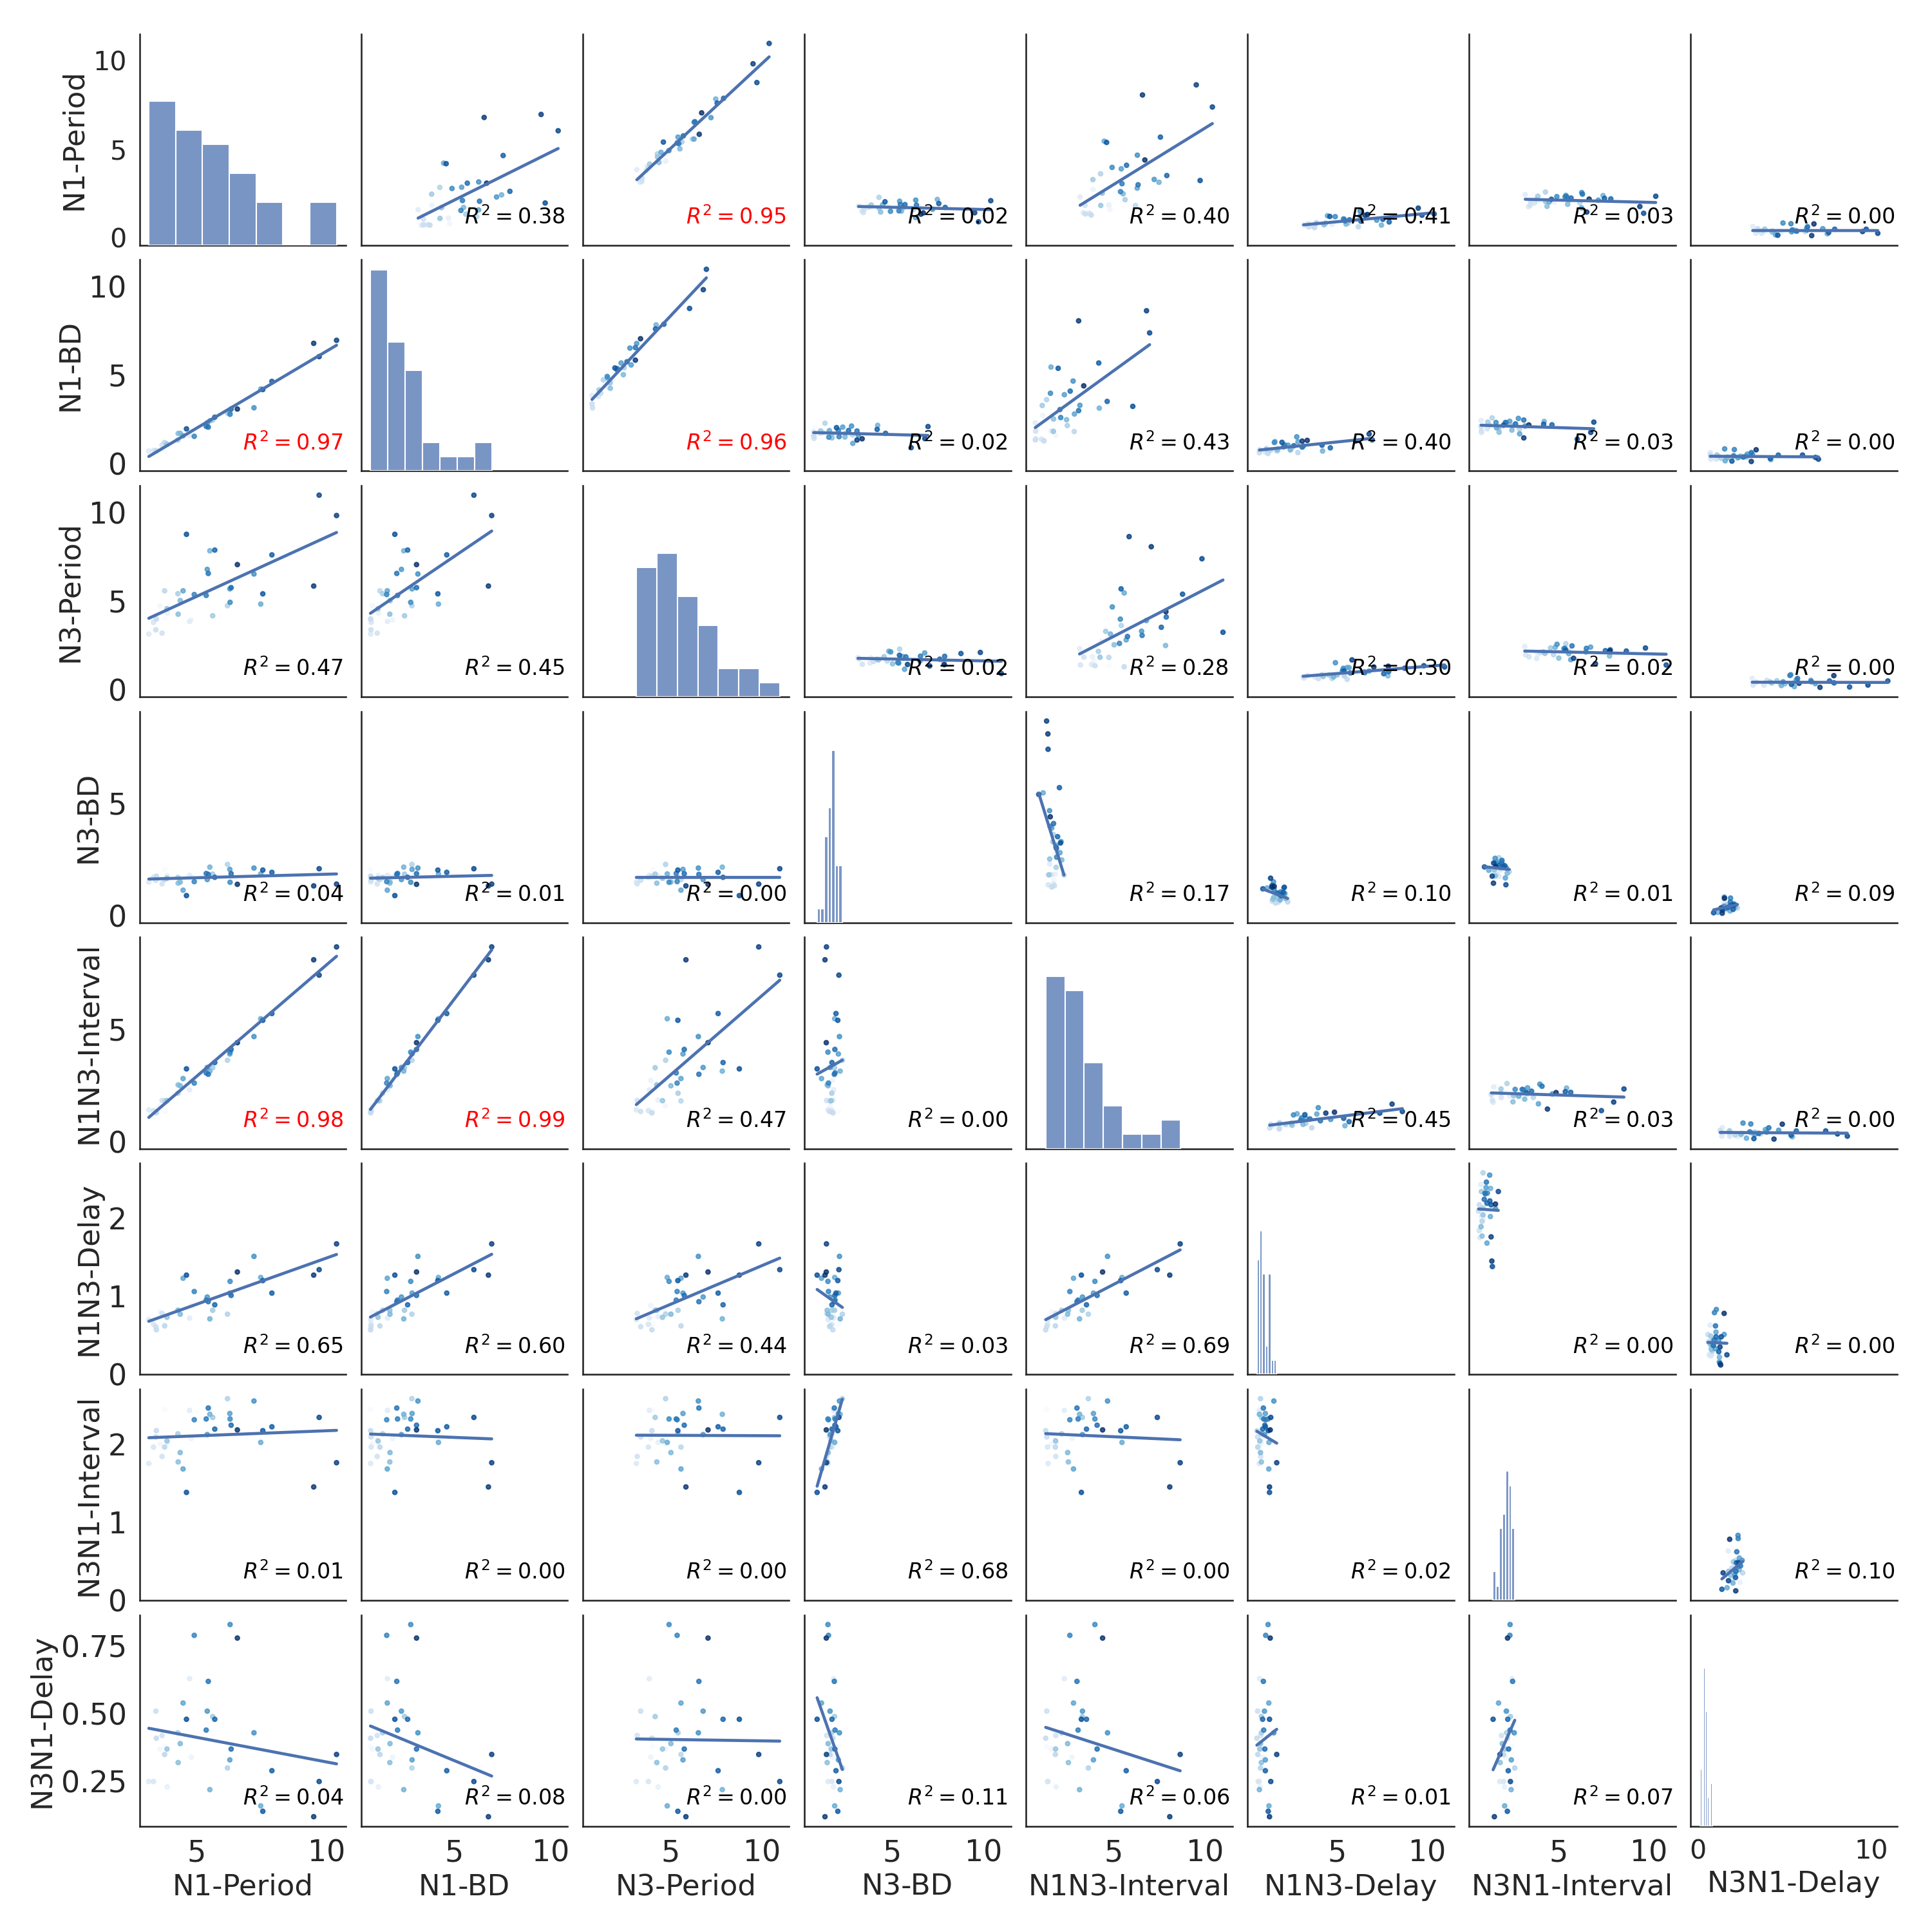 N1-Period
10
5
0
R² = 0.38
R² = 0.95
R² = 0.02
R² = 0.40
R² = 0.41
R² = 0.03
R² = 0.00
N1-BD
10
5
0
R² = 0.97
R² = 0.96
R² = 0.02
R² = 0.43
R² = 0.40
R² = 0.03
R² = 0.00
N3-Period
10
5
0
R² = 0.47
R² = 0.45
R² = 0.02
R² = 0.28
R² = 0.30
R² = 0.02
R² = 0.00
N3-BD
5
0
R² = 0.04
R² = 0.01
R² = 0.00
R² = 0.17
R² = 0.10
R² = 0.01
R² = 0.09
N1N3-Interval
5
0
R² = 0.98
R² = 0.99
R² = 0.47
R² = 0.00
R² = 0.45
R² = 0.03
R² = 0.00
N1N3-Delay
2
1
0
R² = 0.65
R² = 0.60
R² = 0.44
R² = 0.03
R² = 0.69
R² = 0.00
R² = 0.00
N3N1-Interval
2
1
0
R² = 0.01
R² = 0.00
R² = 0.00
R² = 0.68
R² = 0.00
R² = 0.02
R² = 0.10
N3N1-Delay
0.75
0.50
0.25
R² = 0.04
R² = 0.08
R² = 0.00
R² = 0.11
R² = 0.06
R² = 0.01
R² = 0.07
5 10 5 10 5 10 5 10 5 10 5 10 5 10 0 10
N1-Period N1-BD N3-Period N3-BD N1N3-Interval N1N3-Delay N3N1-Interval N3N1-Delay